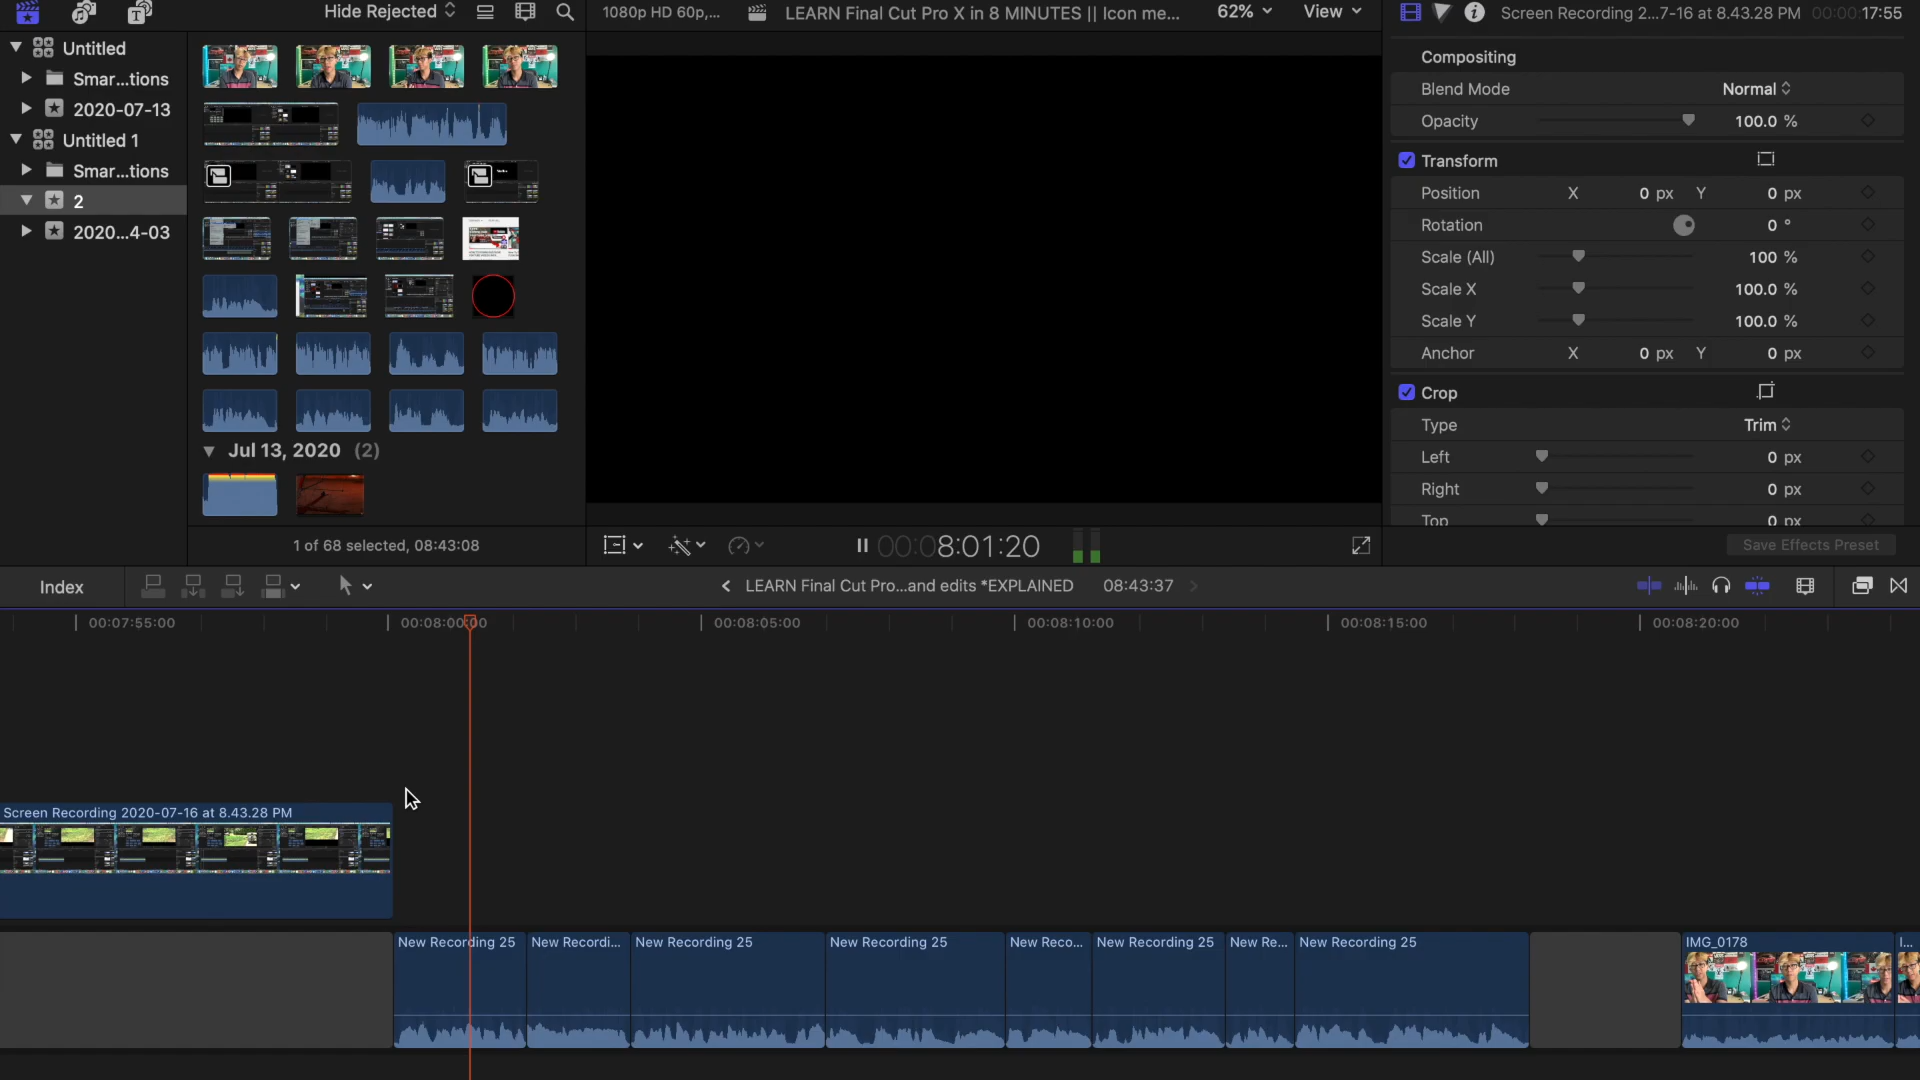 Hide Rejected
1080p HD 60p,...
LEARN Final Cut Pro X in 8 MINUTES || Icon me...
62%
View
Screen Recording 2...7-16 at 8.43.28 PM
00:00:17:55
Untitled
Smar...tions
2020-07-13
Untitled 1
Smar...tions
2
2020...4-03
Jul 13, 2020 (2)
1 of 68 selected, 08:43:08
00:08:01:20
Compositing
Blend Mode Normal
Opacity 100.0 %
Transform
Position X 0 px Y 0 px
Rotation 0 °
Scale (All) 100 %
Scale X 100.0 %
Scale Y 100.0 %
Anchor X 0 px Y 0 px
Crop
Type Trim
Left 0 px
Right 0 px
Top 0 px
Save Effects Preset
Index
LEARN Final Cut Pro...and edits *EXPLAINED 08:43:37
00:07:55:00 00:08:00:00 00:08:05:00 00:08:10:00 00:08:15:00 00:08:20:00
Screen Recording 2020-07-16 at 8.43.28 PM
New Recording 25 New Recordi... New Recording 25 New Recording 25 New Reco... New Recording 25 New Re... New Recording 25 IMG_0178 I...